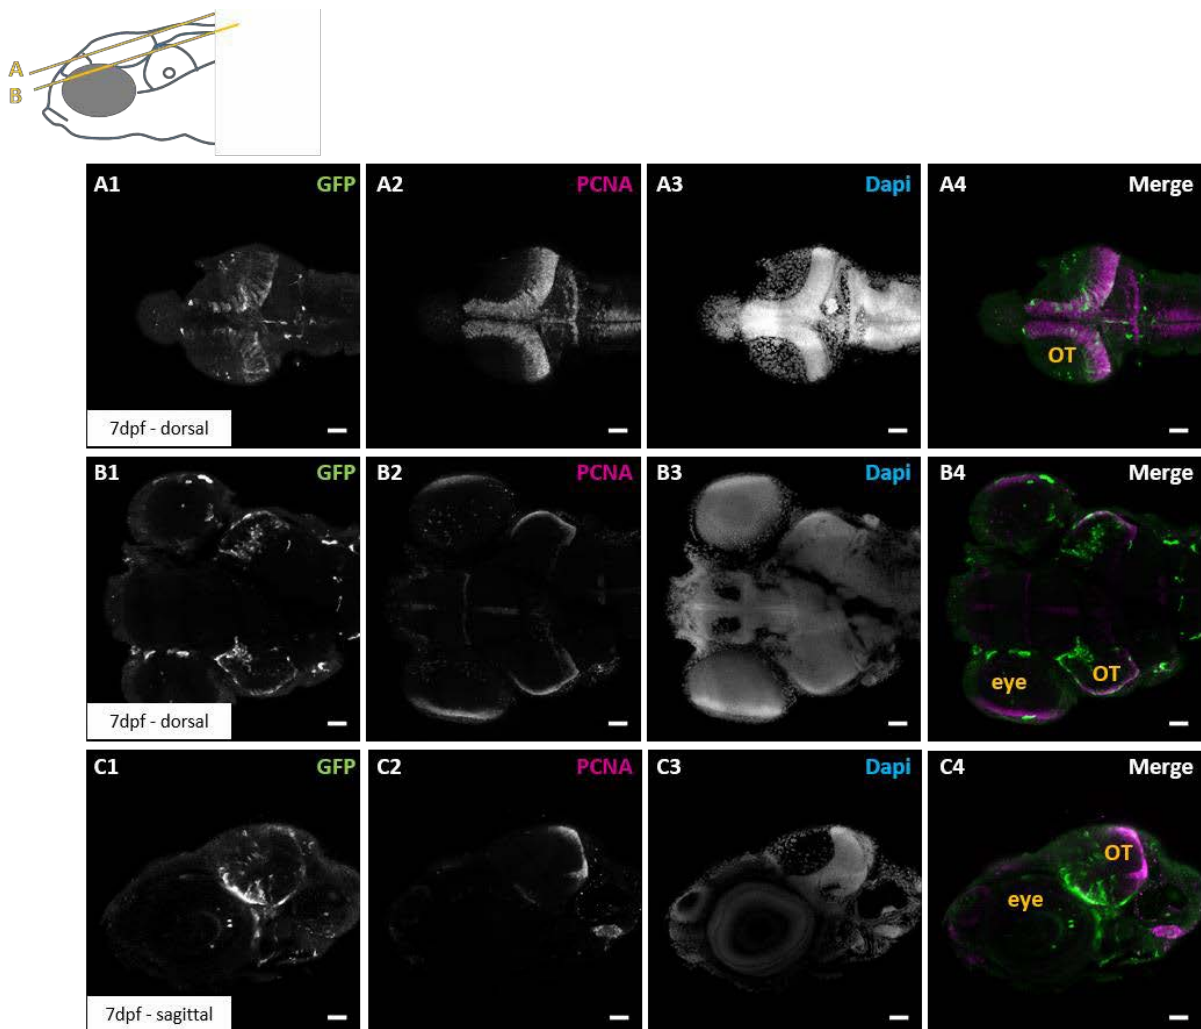 A
B
A1 GFP
A2 PCNA
A3 Dapi
A4 Merge
OT
7dpf - dorsal
B1 GFP
B2 PCNA
B3 Dapi
B4 Merge
eye OT
7dpf - dorsal
C1 GFP
C2 PCNA
C3 Dapi
C4 Merge
OT
eye
7dpf - sagittal